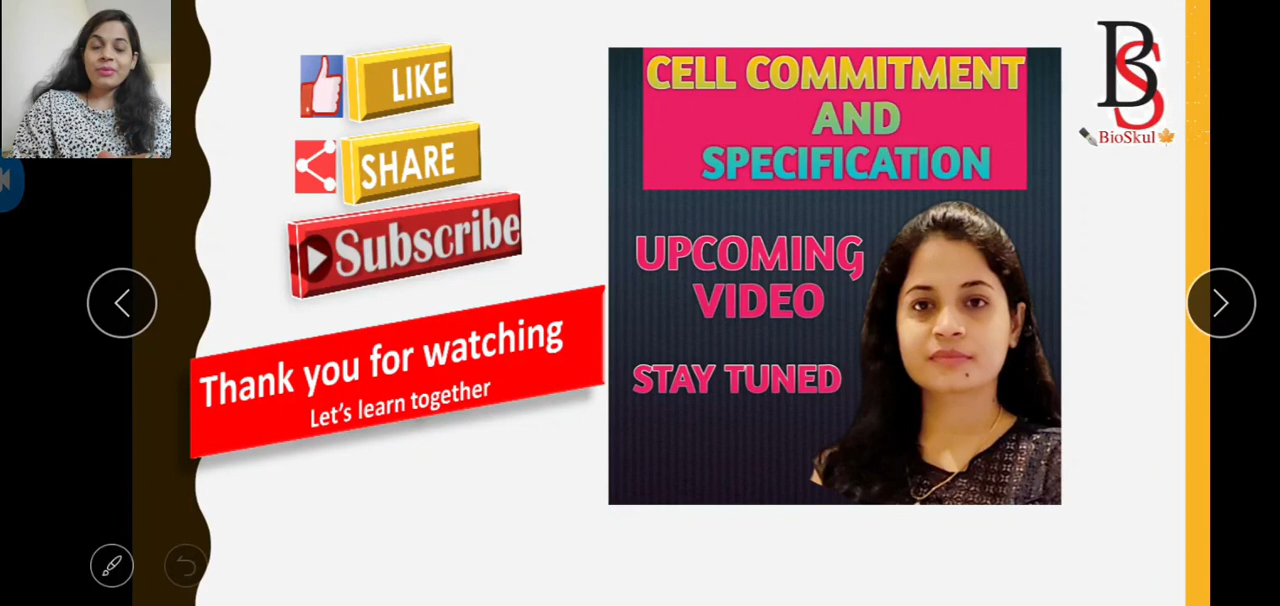 LIKE
SHARE
Subscribe
Thank you for watching
Let's learn together
CELL COMMITMENT
AND
SPECIFICATION
UPCOMING
VIDEO
STAY TUNED
BS
BioSkul